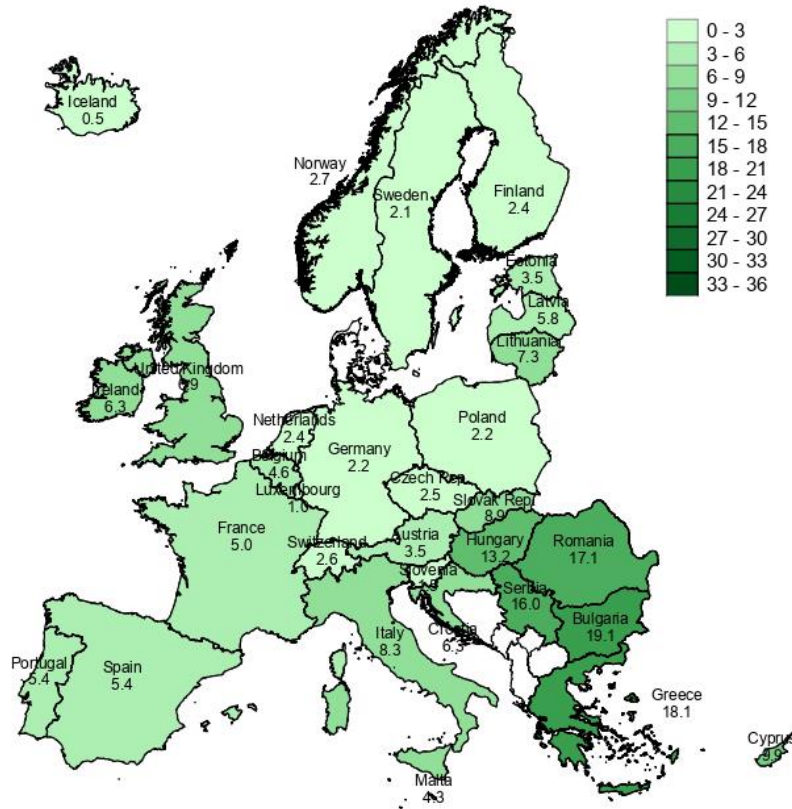 0 - 3
3 - 6
6 - 9
9 - 12
12 - 15
15 - 18
18 - 21
21 - 24
24 - 27
27 - 30
30 - 33
33 - 36
Iceland
0.5
Norway
2.7
Sweden
2.1
Finland
2.4
Estonia
3.5
Latvia
5.8
Lithuania
7.3
United Kingdom
Ireland
6.3
Netherlands
2.4
Belgium
4.6
Luxembourg
1.0
Germany
2.2
Poland
2.2
Czech Rep.
2.5
Slovak Rep.
8.9
France
5.0
Switzerland
2.6
Austria
3.5
Hungary
13.2
Romania
17.1
Slovenia
Serbia
16.0
Bulgaria
19.1
Croatia
6.3
Italy
8.3
Portugal
5.4
Spain
5.4
Greece
18.1
Malta
4.3
Cyprus
9.9